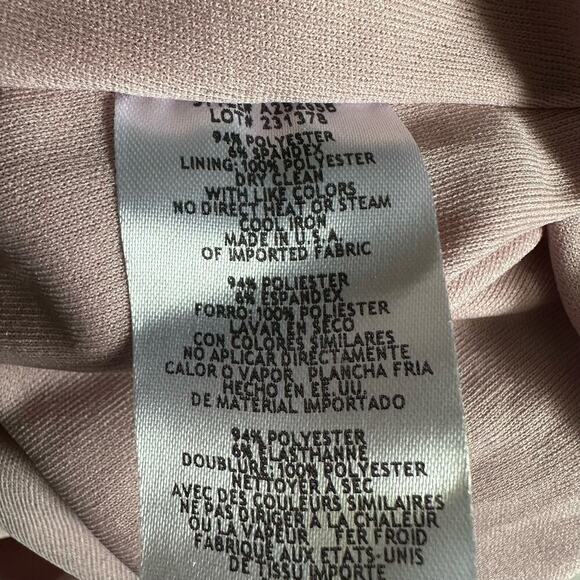 LOT# 231378
94% POLYESTER
6% SPANDEX
LINING: 100% POLYESTER
DRY CLEAN
WITH LIKE COLORS
NO DIRECT HEAT OR STEAM
COOL IRON
MADE IN U.S.A.
OF IMPORTED FABRIC
94% POLIESTER
6% ESPANDEX
FORRO: 100% POLIESTER
LAVAR EN SECO
CON COLORES SIMILARES
NO APLICAR DIRECTAMENTE
CALOR O VAPOR PLANCHA FRIA
HECHO EN EE. UU.
DE MATERIAL IMPORTADO
94% POLYESTER
6% ELASTHANNE
DOUBLURE: 100% POLYESTER
NETTOYER À SEC
AVEC DES COULEURS SIMILAIRES
NE PAS DIRIGER A LA CHALEUR
OU LA VAPEUR FER FROID
FABRIQUÉ AUX ETATS-UNIS
DE TISSU IMPORTE